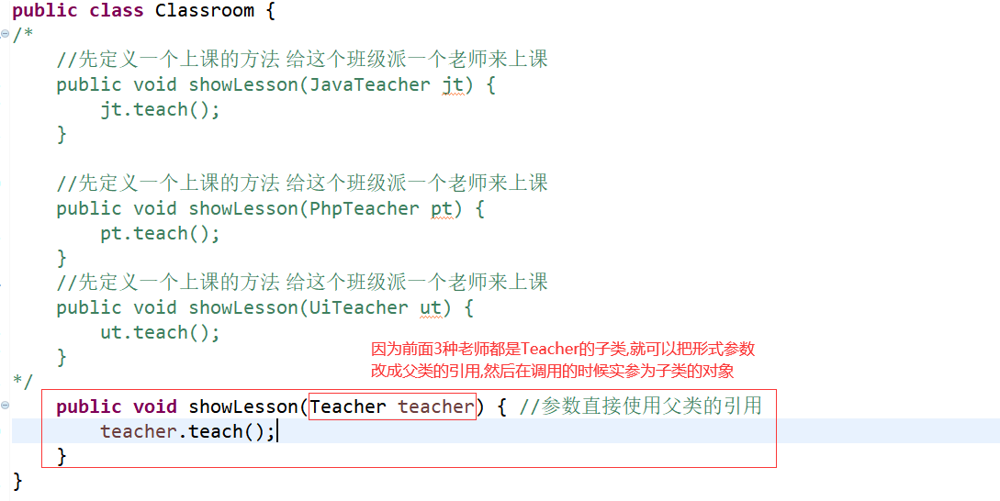 public class Classroom {
/*
//先定义一个上课的方法 给这个班级派一个老师来上课
public void showLesson(JavaTeacher jt) {
jt.teach();
}
//先定义一个上课的方法 给这个班级派一个老师来上课
public void showLesson(PhpTeacher pt) {
pt.teach();
}
//先定义一个上课的方法 给这个班级派一个老师来上课
public void showLesson(UiTeacher ut) {
ut.teach();
}
因为前面3种老师都是Teacher的子类,就可以把形式参数
改成父类的引用,然后在调用的时候实参为子类的对象
*/
public void showLesson(Teacher teacher) { //参数直接使用父类的引用
teacher.teach();
}
}